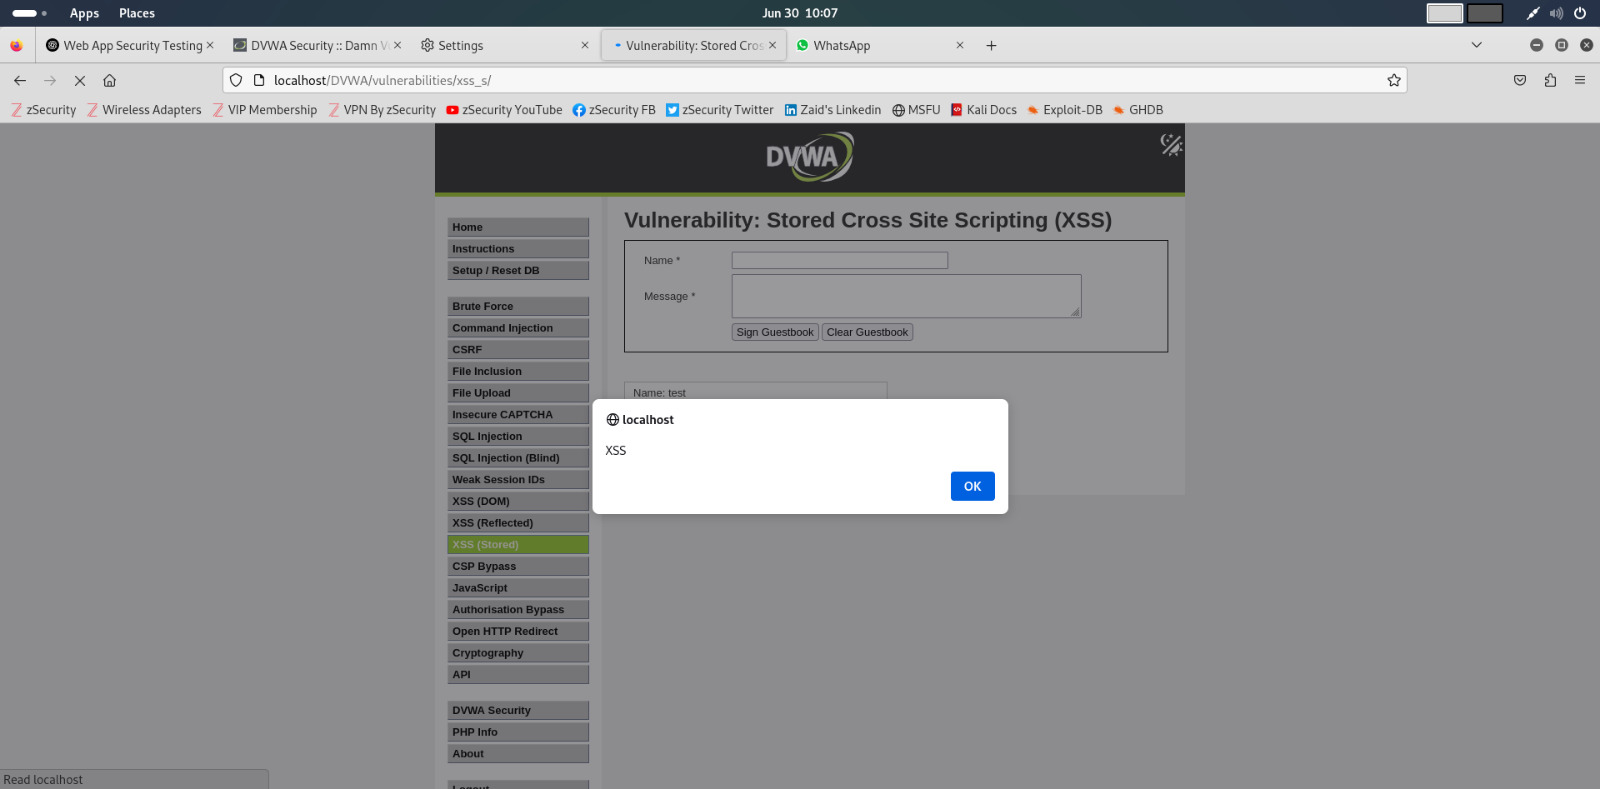 Apps Places Jun 30 10:07
Web App Security Testing DVWA Security :: Damn V Settings Vulnerability: Stored Cros WhatsApp
localhost/DVWA/vulnerabilities/xss_s/
zSecurity Wireless Adapters VIP Membership VPN By zSecurity zSecurity YouTube zSecurity FB zSecurity Twitter Zaid's Linkedin MSFU Kali Docs Exploit-DB GHDB
DVWA
Vulnerability: Stored Cross Site Scripting (XSS)
Name *
Message *
Sign Guestbook Clear Guestbook
Name: test
localhost
XSS
OK
Home
Instructions
Setup / Reset DB
Brute Force
Command Injection
CSRF
File Inclusion
File Upload
Insecure CAPTCHA
SQL Injection
SQL Injection (Blind)
Weak Session IDs
XSS (DOM)
XSS (Reflected)
XSS (Stored)
CSP Bypass
JavaScript
Authorisation Bypass
Open HTTP Redirect
Cryptography
API
DVWA Security
PHP Info
About
Logout
Read localhost